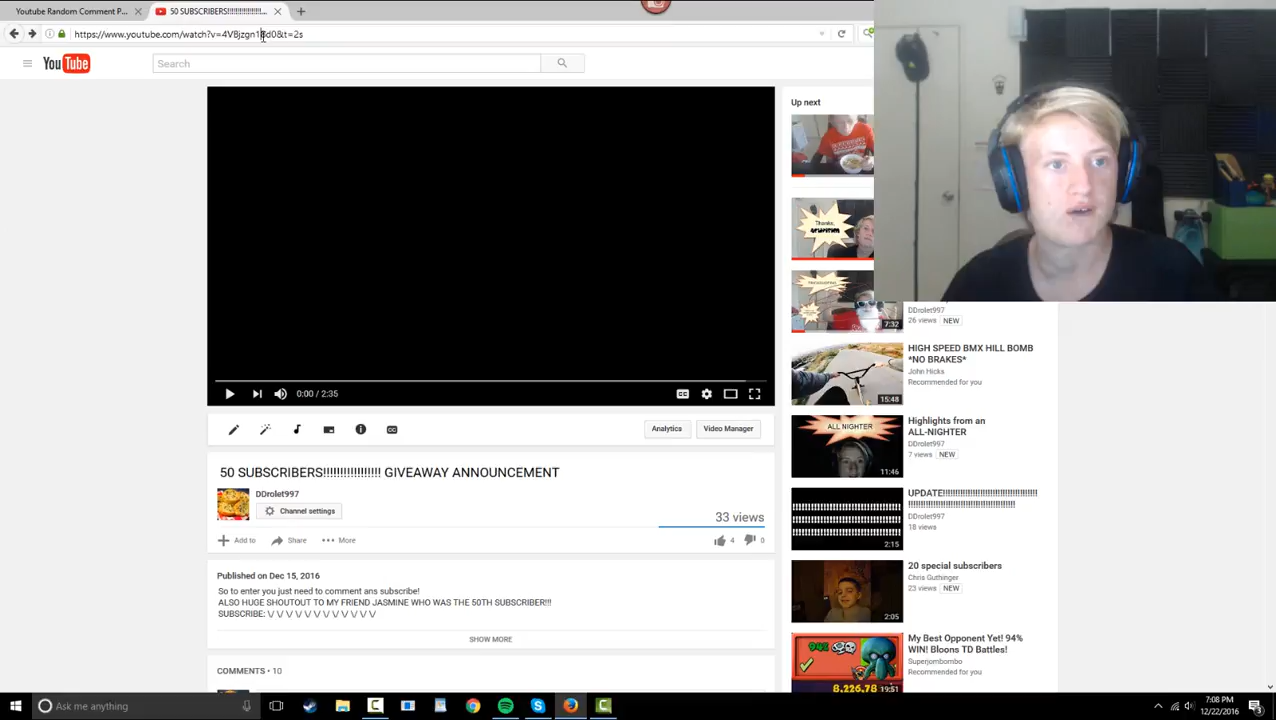 Youtube Random Comment P...
50 SUBSCRIBERS!!!!!!!!!!!!!!!!...
https://www.youtube.com/watch?v=4V8jzgn18d0&t=2s
YouTube
Search
Up next
Thanks,
7:32
DDrolet997
26 views NEW
HIGH SPEED BMX HILL BOMB
*NO BRAKES*
John Hicks
Recommended for you
15:48
0:00 / 2:35
CC
Analytics
Video Manager
ALL NIGHTER
11:46
Highlights from an
ALL-NIGHTER
DDrolet997
7 views NEW
50 SUBSCRIBERS!!!!!!!!!!!!!!!!! GIVEAWAY ANNOUNCEMENT
DDrolet997
Channel settings
33 views
Add to
Share
More
4
0
2:15
DDrolet997
18 views
Published on Dec 15, 2016
So to enter you just need to comment ans subscribe!
ALSO HUGE SHOUTOUT TO MY FRIEND JASMINE WHO WAS THE 50TH SUBSCRIBER!!!
SUBSCRIBE: \/ \/ \/ \/ \/ \/ \/ \/ \/ \/ \/ \/
SHOW MORE
2:05
20 special subscribers
Chris Guthinger
23 views NEW
COMMENTS • 10
94%
8,226,78
19:51
My Best Opponent Yet! 94%
WIN! Bloons TD Battles!
Superjombombo
Recommended for you
Ask me anything
7:08 PM
12/22/2016